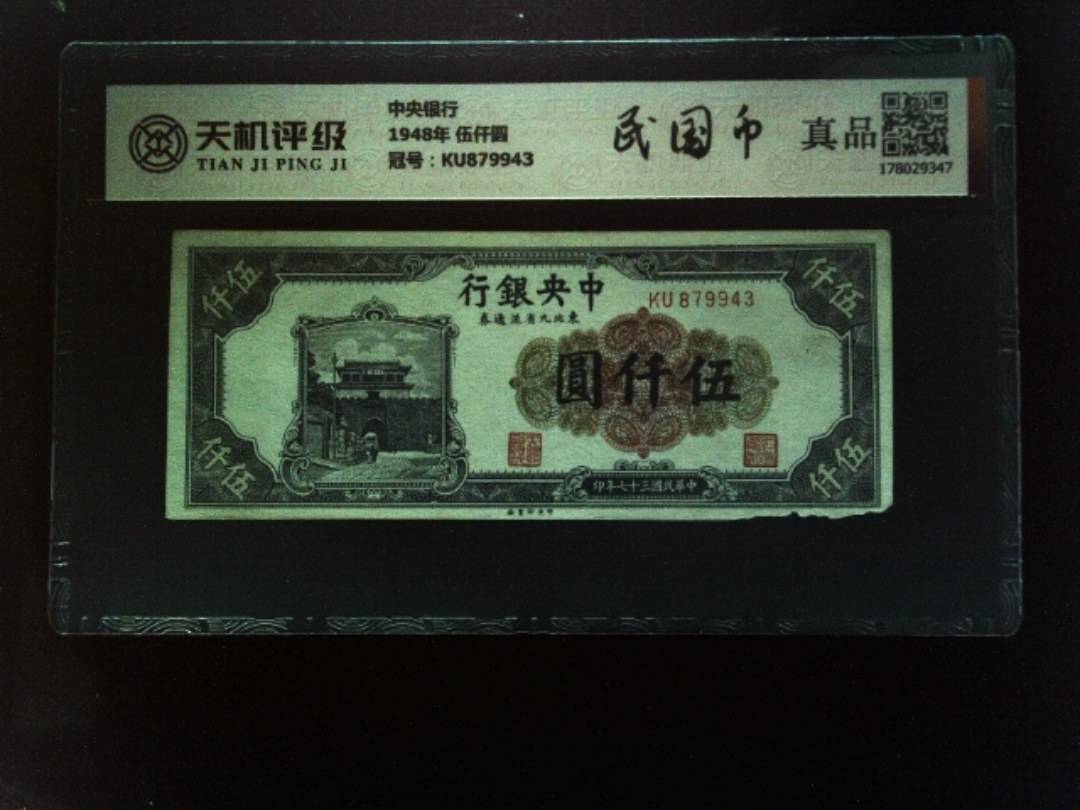 天机评级
TIAN JI PING JI
中央银行
1948年 伍仟圆
冠号：KU879943
民国币
真品
178029347
仟伍
仟伍
行銀央中
KU 879943
券通流省九北東
圓仟伍
仟伍
仟伍
印年七十三國民華中